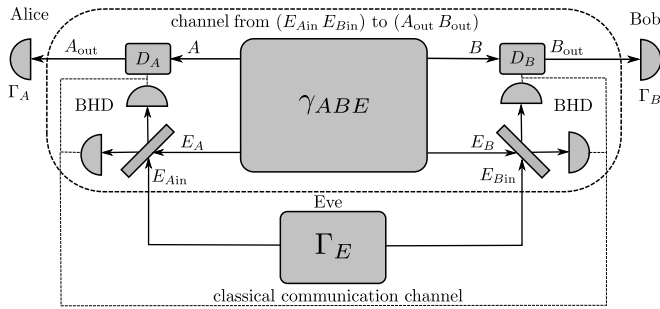 Alice
channel from (E_Ain E_Bin) to (A_out B_out)
Bob
A_out
D_A
A
B
D_B
B_out
Γ_A
BHD
γ_ABE
BHD
Γ_B
E_A
E_B
E_Ain
E_Bin
Eve
Γ_E
classical communication channel